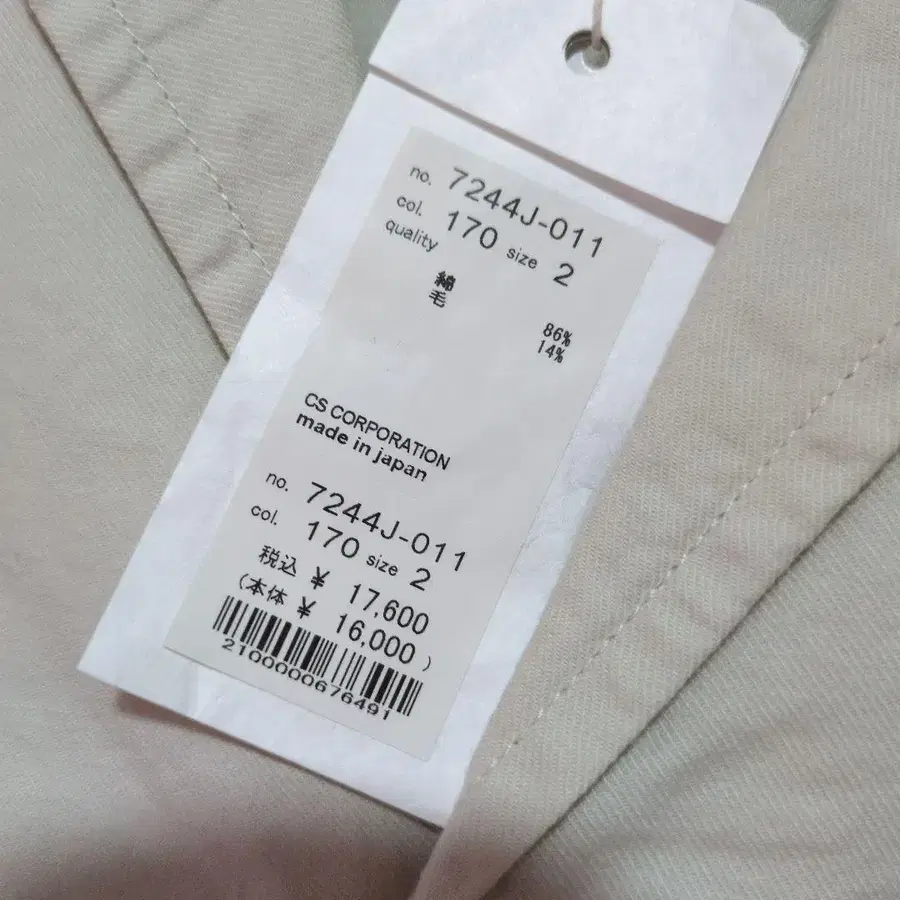 no. 7244J-011
col. 170 size 2
quality
綿 86%
毛 14%
CS CORPORATION
made in japan
no. 7244J-011
col. 170 size 2
税込 ¥ 17,600
(本体 ¥ 16,000)
2100000676491